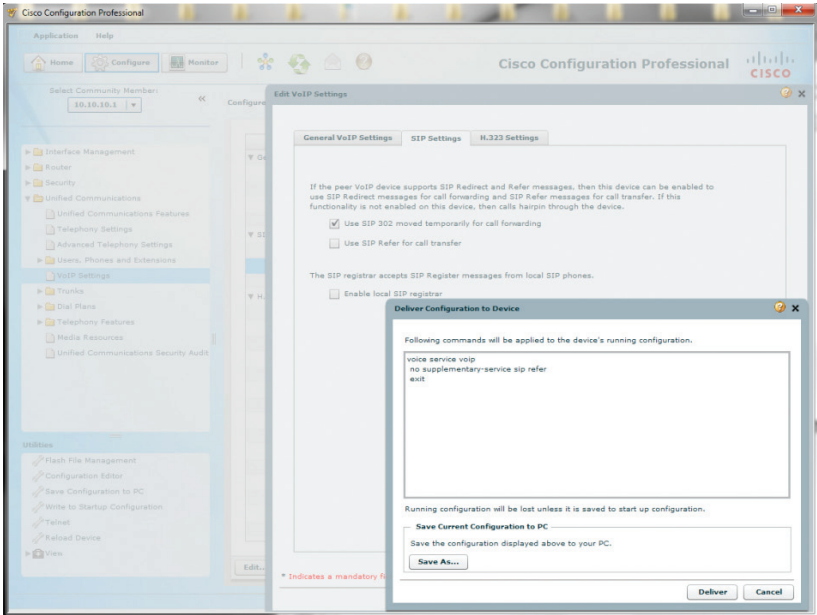 Cisco Configuration Professional
Application Help
Home Configure Monitor
Cisco Configuration Professional
CISCO
Select Community Member:
10.10.10.1
«
Configure
Interface Management
Router
Security
Unified Communications
Unified Communications Features
Telephony Settings
Advanced Telephony Settings
Users, Phones and Extensions
VoIP Settings
Trunks
Dial Plans
Telephony Features
Media Resources
Unified Communications Security Audit
Utilities
Flash File Management
Configuration Editor
Save Configuration to PC
Write to Startup Configuration
Telnet
Reload Device
View
SI
H.
Edit...
Edit VoIP Settings
General VoIP Settings SIP Settings H.323 Settings
If the peer VoIP device supports SIP Redirect and Refer messages, then this device can be enabled to
use SIP Redirect messages for call forwarding and SIP Refer messages for call transfer. If this
functionality is not enabled on this device, then calls hairpin through the device.
Use SIP 302 moved temporarily for call forwarding
Use SIP Refer for call transfer
The SIP registrar accepts SIP Register messages from local SIP phones.
Enable local SIP registrar
* Indicates a mandatory fi
Deliver Configuration to Device
Following commands will be applied to the device's running configuration.
voice service voip
no supplementary-service sip refer
exit
Running configuration will be lost unless it is saved to start up configuration.
Save Current Configuration to PC
Save the configuration displayed above to your PC.
Save As...
Deliver Cancel